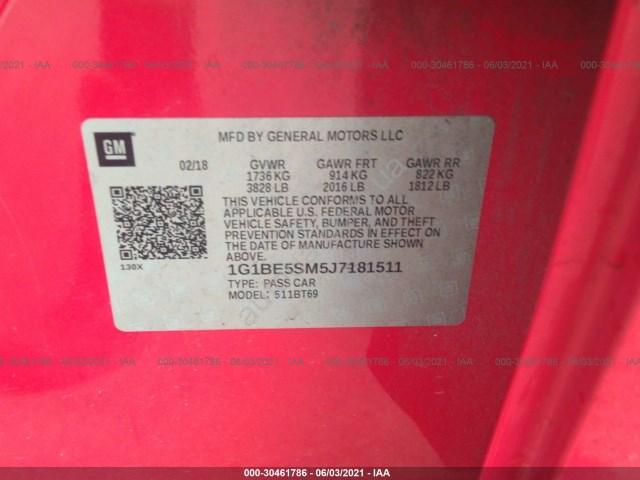 GM
MFD BY GENERAL MOTORS LLC
02/18 GVWR GAWR FRT GAWR RR
1736 KG 914 KG 822 KG
3828 LB 2016 LB 1812 LB
THIS VEHICLE CONFORMS TO ALL
APPLICABLE U.S. FEDERAL MOTOR
VEHICLE SAFETY, BUMPER, AND THEFT
PREVENTION STANDARDS IN EFFECT ON
THE DATE OF MANUFACTURE SHOWN ABOVE.
130X
1G1BE5SM5J7181511
TYPE: PASS CAR
MODEL: 511BT69
000-30461786 - 06/03/2021 - IAA